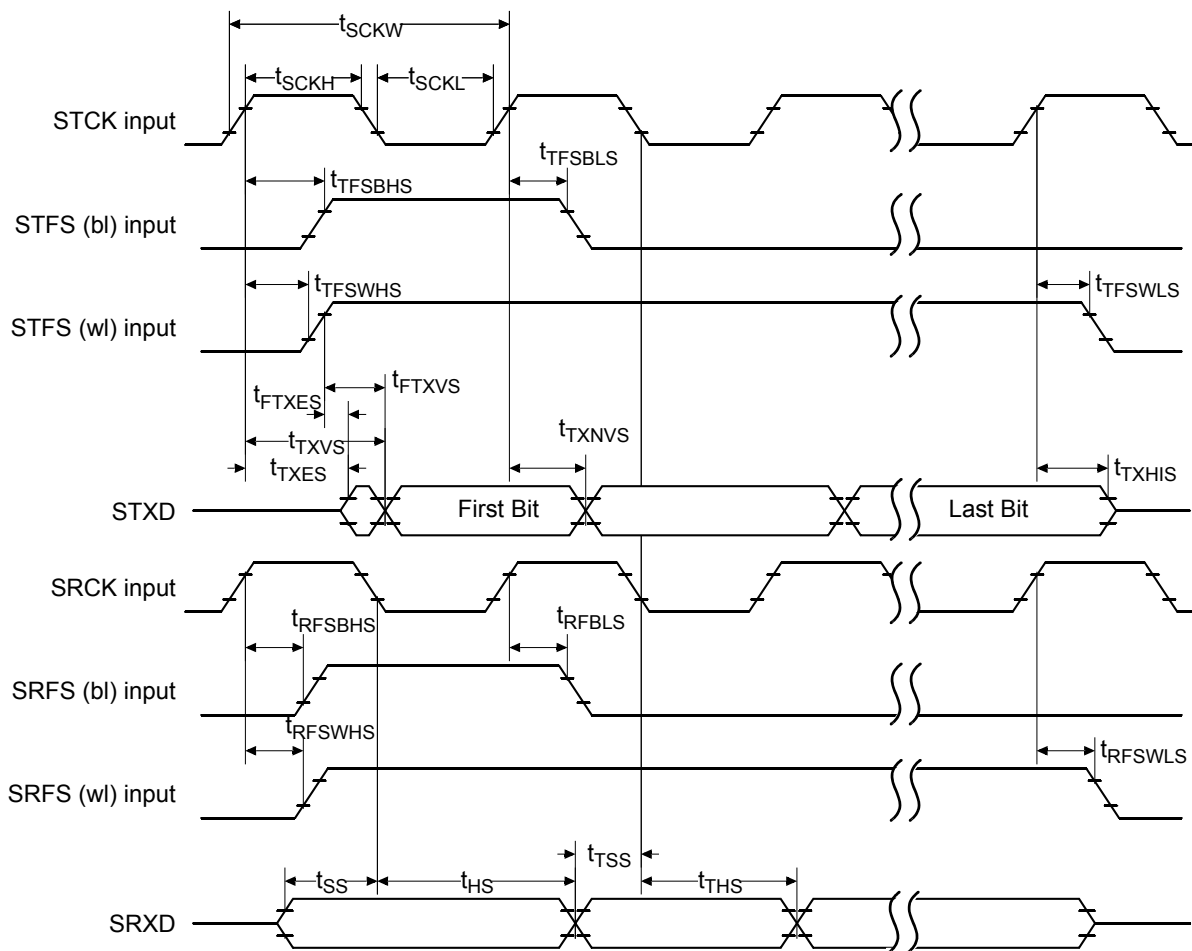 tSCKW
tSCKH
tSCKL
STCK input
tTFSBLS
tTFSBHS
STFS (bl) input
tTFSWHS
tTFSWLS
STFS (wl) input
tFTXVS
tFTXES
tTXVS
tTXNVS
tTXES
tTXHIS
STXD
First Bit
Last Bit
SRCK input
tRFSBHS
tRFBLS
SRFS (bl) input
tRFSWHS
tRFSWLS
SRFS (wl) input
tTSS
tSS
tHS
tTHS
SRXD